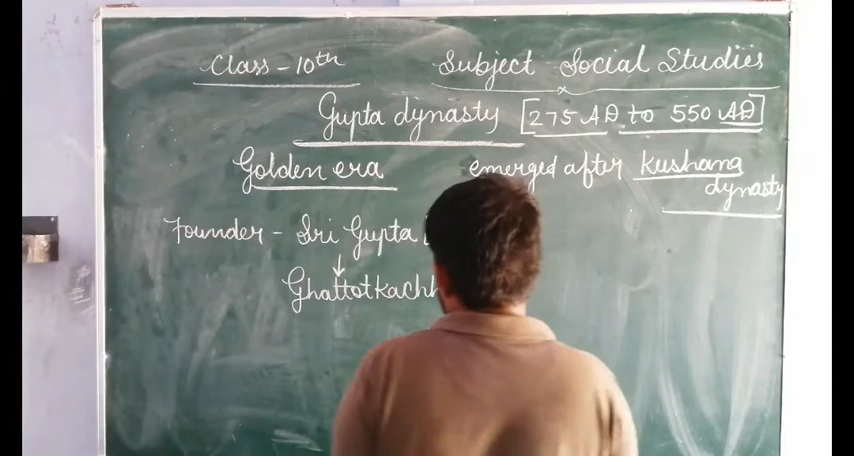 Class - 10th Subject - Social Studies
Gupta dynasty [275 AD to 550 AD]
Golden era emerged after Kushana
dynasty
Founder - Sri Gupta
↓